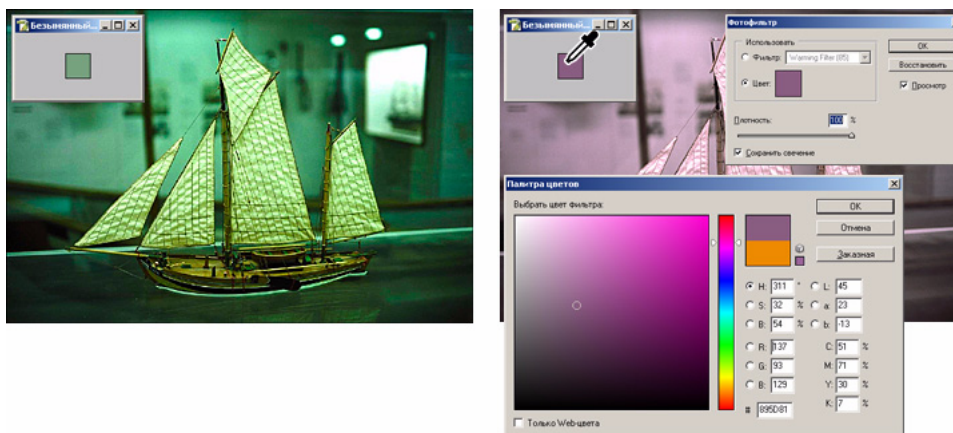 Безымянный...
Безымянный...
Фотофильтр
Использовать
Фильтр: Warming Filter (85)
Цвет:
OK
Восстановить
Просмотр
Плотность: 100 %
Сохранить свечение
Палитра цветов
Выбрать цвет фильтра:
OK
Отмена
Заказная
H: 311 °
L: 45
S: 32 %
a: 23
B: 54 %
b: -13
R: 137
C: 51 %
G: 93
M: 71 %
B: 129
Y: 30 %
# 895D81
K: 7 %
Только Web-цвета